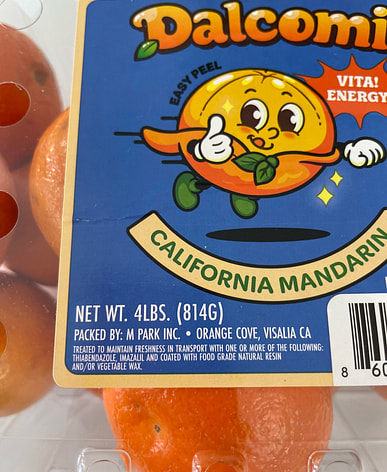 Dalcomi
EASY PEEL
VITA!
ENERGY
CALIFORNIA MANDARIN
NET WT. 4LBS. (814G)
PACKED BY: M PARK INC. • ORANGE COVE, VISALIA CA
TREATED TO MAINTAIN FRESHNESS IN TRANSPORT WITH ONE OR MORE OF THE FOLLOWING:
THIABENDAZOLE, IMAZALIL AND COATED WITH FOOD GRADE NATURAL RESIN
AND/OR VEGETABLE WAX.
8 60